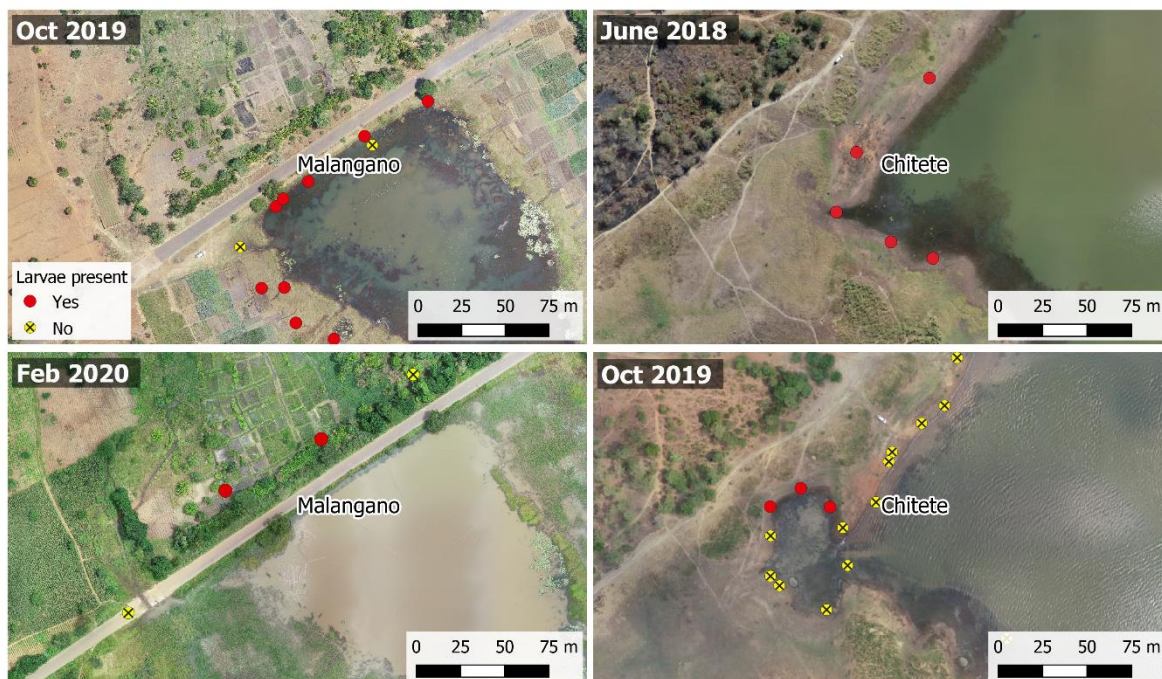 Oct 2019
Malangano
Larvae present
Yes
No
0 25 50 75 m
June 2018
Chitete
0 25 50 75 m
Feb 2020
Malangano
0 25 50 75 m
Oct 2019
Chitete
0 25 50 75 m